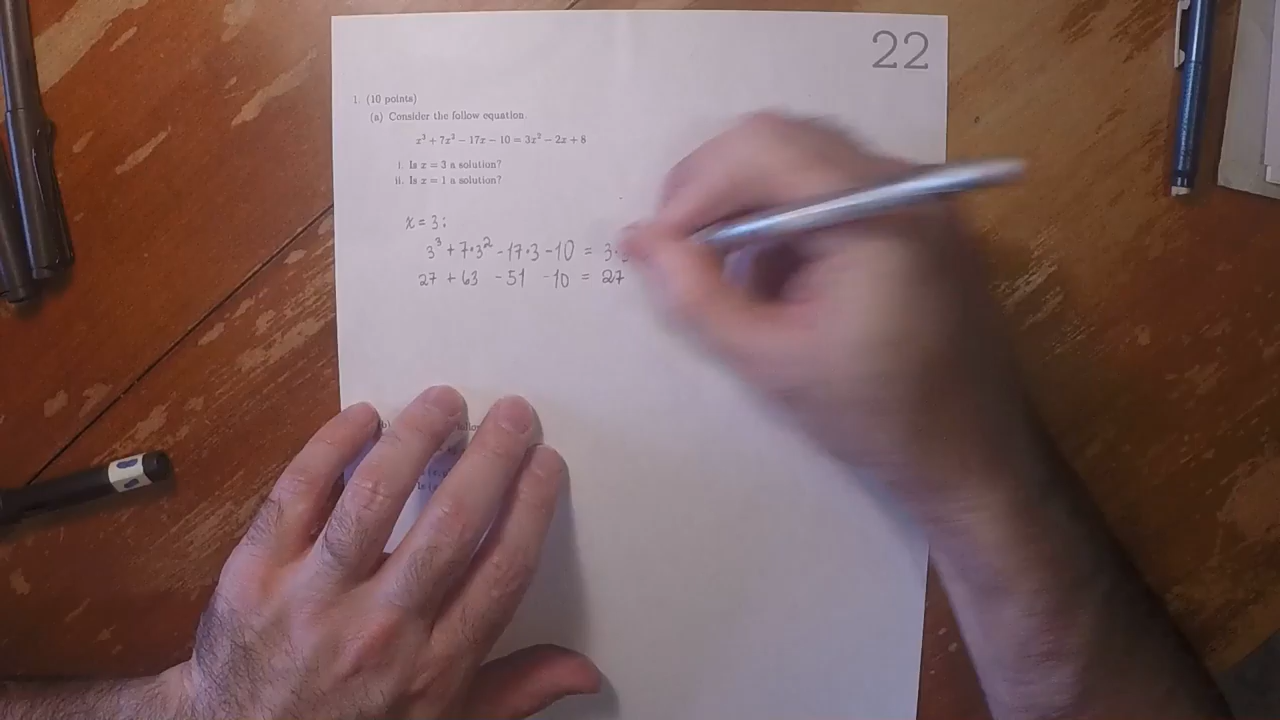 22
1. (10 points)
(a) Consider the follow equation
x³ + 7x² − 17x − 10 = 3x² − 2x + 8
i. Is x = 3 a solution?
ii. Is x = 1 a solution?
x = 3:
3³ + 7·3² - 17·3 - 10 = 3·
27 + 63 - 51 - 10 = 27